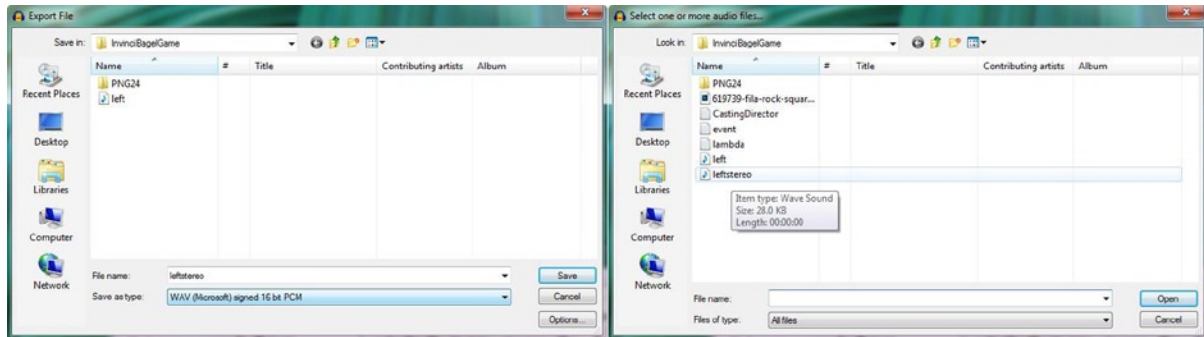 Export File
Save in: InvinciBagelGame
Name # Title Contributing artists Album
PNG24
left
Recent Places
Desktop
Libraries
Computer
Network
File name: leftstereo Save
Save as type: WAV (Microsoft) signed 16 bit PCM Cancel
Options...
Select one or more audio files...
Look in: InvinciBagelGame
Name # Title Contributing artists Album
PNG24
619739-fila-rock-squar...
CastingDirector
event
lambda
left
leftstereo
Item type: Wave Sound
Size: 28.0 KB
Length: 00:00:00
Recent Places
Desktop
Libraries
Computer
Network
File name: Open
Files of type: All files Cancel